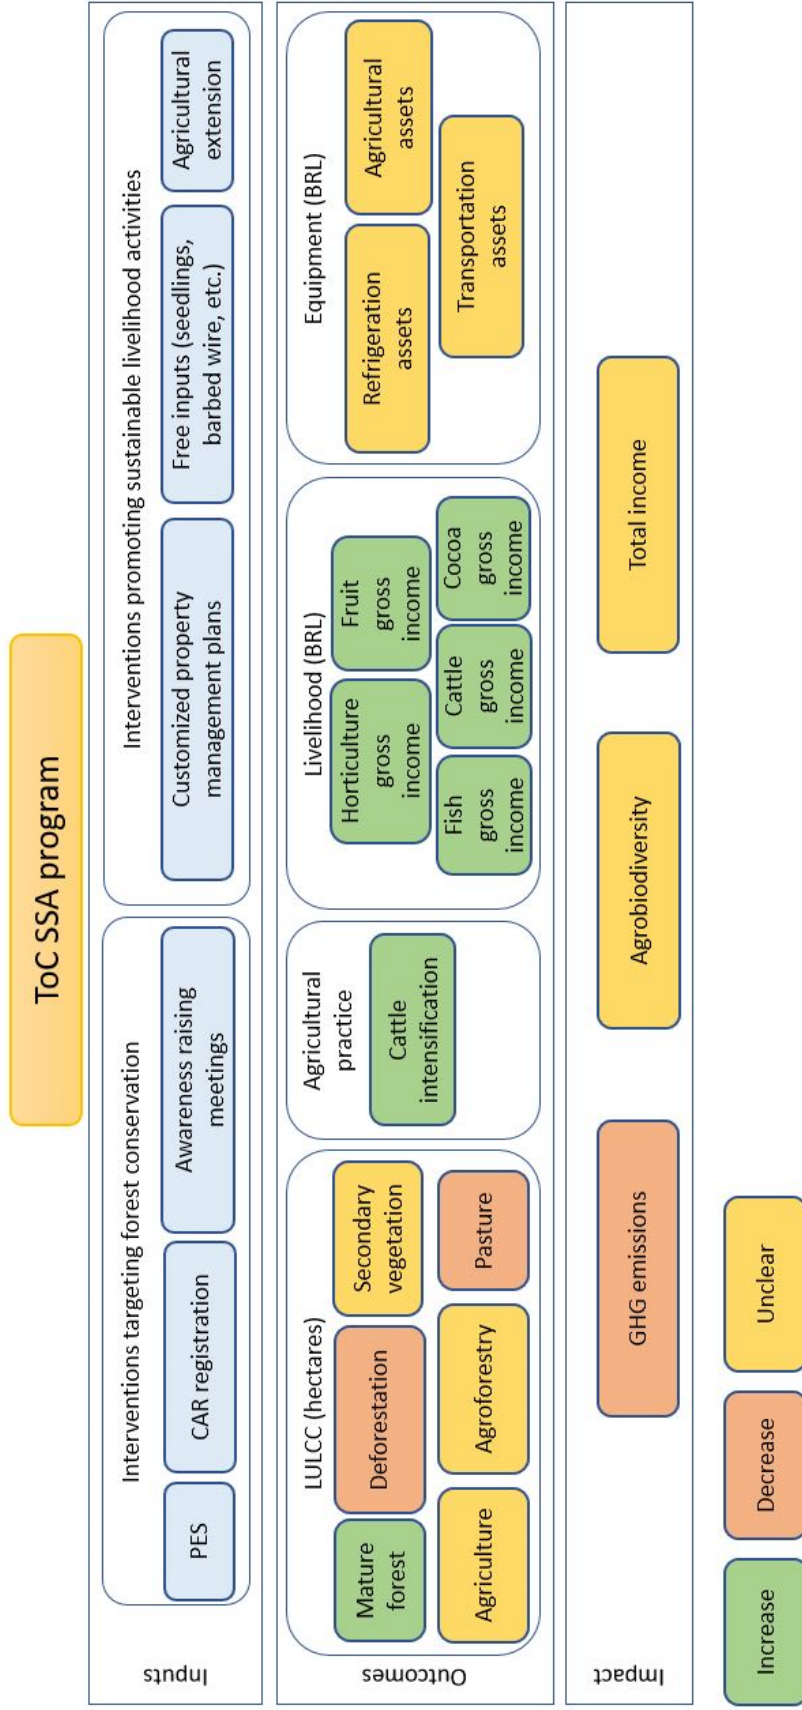 ToC SSA program
Inputs
Interventions targeting forest conservation
PES
CAR registration
Awareness raising
meetings
Interventions promoting sustainable livelihood activities
Customized property
management plans
Free inputs (seedlings,
barbed wire, etc.)
Agricultural
extension
Outcomes
LULCC (hectares)
Mature
forest
Deforestation
Secondary
vegetation
Agriculture
Agroforestry
Pasture
Agricultural
practice
Cattle
intensification
Livelihood (BRL)
Horticulture
gross
income
Fruit
gross
income
Fish
gross
income
Cattle
gross
income
Cocoa
gross
income
Equipment (BRL)
Refrigeration
assets
Agricultural
assets
Transportation
assets
Impact
GHG emissions
Agrobiodiversity
Total income
Increase
Decrease
Unclear